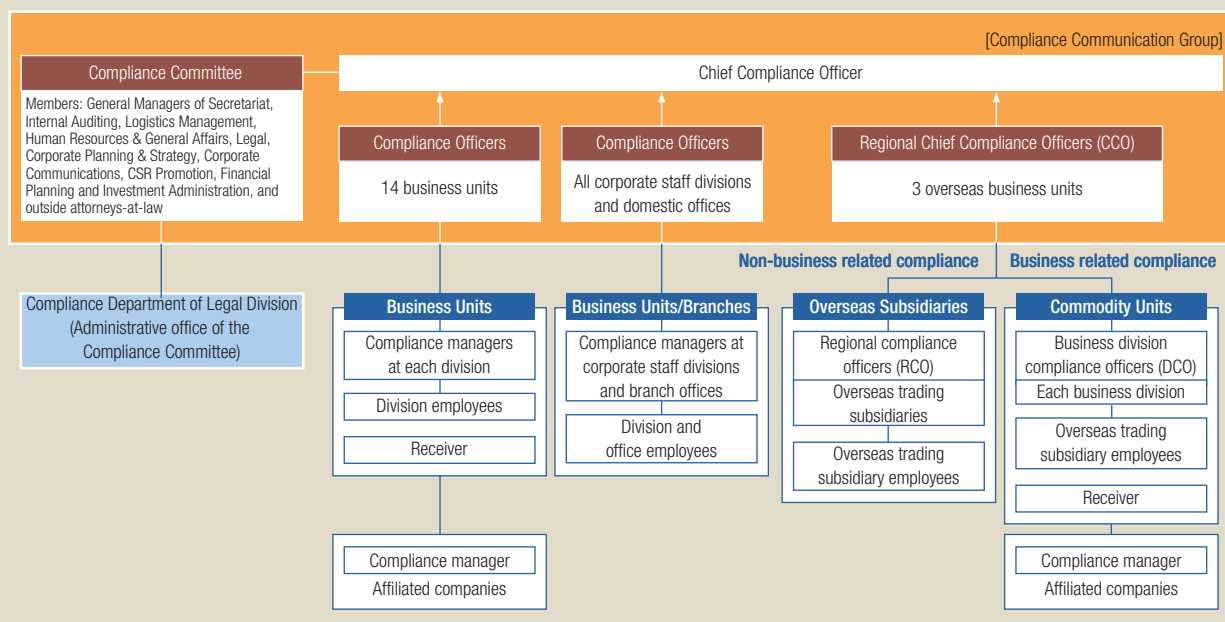 [Compliance Communication Group]
Compliance Committee
Members: General Managers of Secretariat,
Internal Auditing, Logistics Management,
Human Resources & General Affairs, Legal,
Corporate Planning & Strategy, Corporate
Communications, CSR Promotion, Financial
Planning and Investment Administration, and
outside attorneys-at-law
Chief Compliance Officer
Compliance Officers
14 business units
Compliance Officers
All corporate staff divisions
and domestic offices
Regional Chief Compliance Officers (CCO)
3 overseas business units
Non-business related compliance
Business related compliance
Compliance Department of Legal Division
(Administrative office of the
Compliance Committee)
Business Units
Compliance managers
at each division
Division employees
Receiver
Compliance manager
Affiliated companies
Business Units/Branches
Compliance managers at
corporate staff divisions
and branch offices
Division and
office employees
Overseas Subsidiaries
Regional compliance
officers (RCO)
Overseas trading
subsidiaries
Overseas trading
subsidiary employees
Commodity Units
Business division
compliance officers (DCO)
Each business division
Overseas trading
subsidiary employees
Receiver
Compliance manager
Affiliated companies